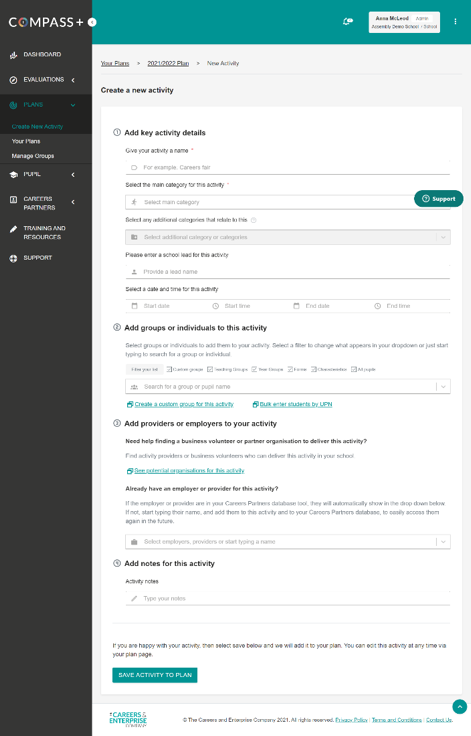 COMPASS+
Anna McLeod Admin
Assembly Demo School - School
DASHBOARD
EVALUATIONS
PLANS
Create New Activity
Your Plans
Manage Groups
PUPIL
CAREERS
PARTNERS
TRAINING AND
RESOURCES
SUPPORT
Your Plans > 2021/2022 Plan > New Activity
Create a new activity
1 Add key activity details
Give your activity a name *
For example: Careers fair
Select the main category for this activity *
Select main category
Support
Select any additional categories that relate to this
Select additional category or categories
Please enter a school lead for this activity
Provide a lead name
Select a date and time for this activity
Start date Start time End date End time
2 Add groups or individuals to this activity
Select groups or individuals to add them to your activity. Select a filter to change what appears in your dropdown or just start
typing to search for a group or individual.
Filter your list Custom groups Teaching Groups Year Groups Entire Characteristics All pupils
Search for a group or pupil name
Create a custom group for this activity Bulk enter students by UPN
3 Add providers or employers to your activity
Need help finding a business volunteer or partner organisation to deliver this activity?
Find activity providers or business volunteers who can deliver this activity in your school
See potential organisations for this activity
Already have an employer or provider for this activity?
If the employer or provider are in your Careers Partners database tool, they will automatically show in the drop down below.
If not, start typing their name, and add them to this activity and to your Careers Partners database, to easily access them
again in the future.
Select employers, providers or start typing a name
4 Add notes for this activity
Activity notes
Type your notes
If you are happy with your activity, then select save below and we will add it to your plan. You can edit this activity at any time via
your plan page.
SAVE ACTIVITY TO PLAN
THE CAREERS &
ENTERPRISE
COMPANY
© The Careers and Enterprise Company 2021. All rights reserved. Privacy Policy | Terms and Conditions | Contact Us.